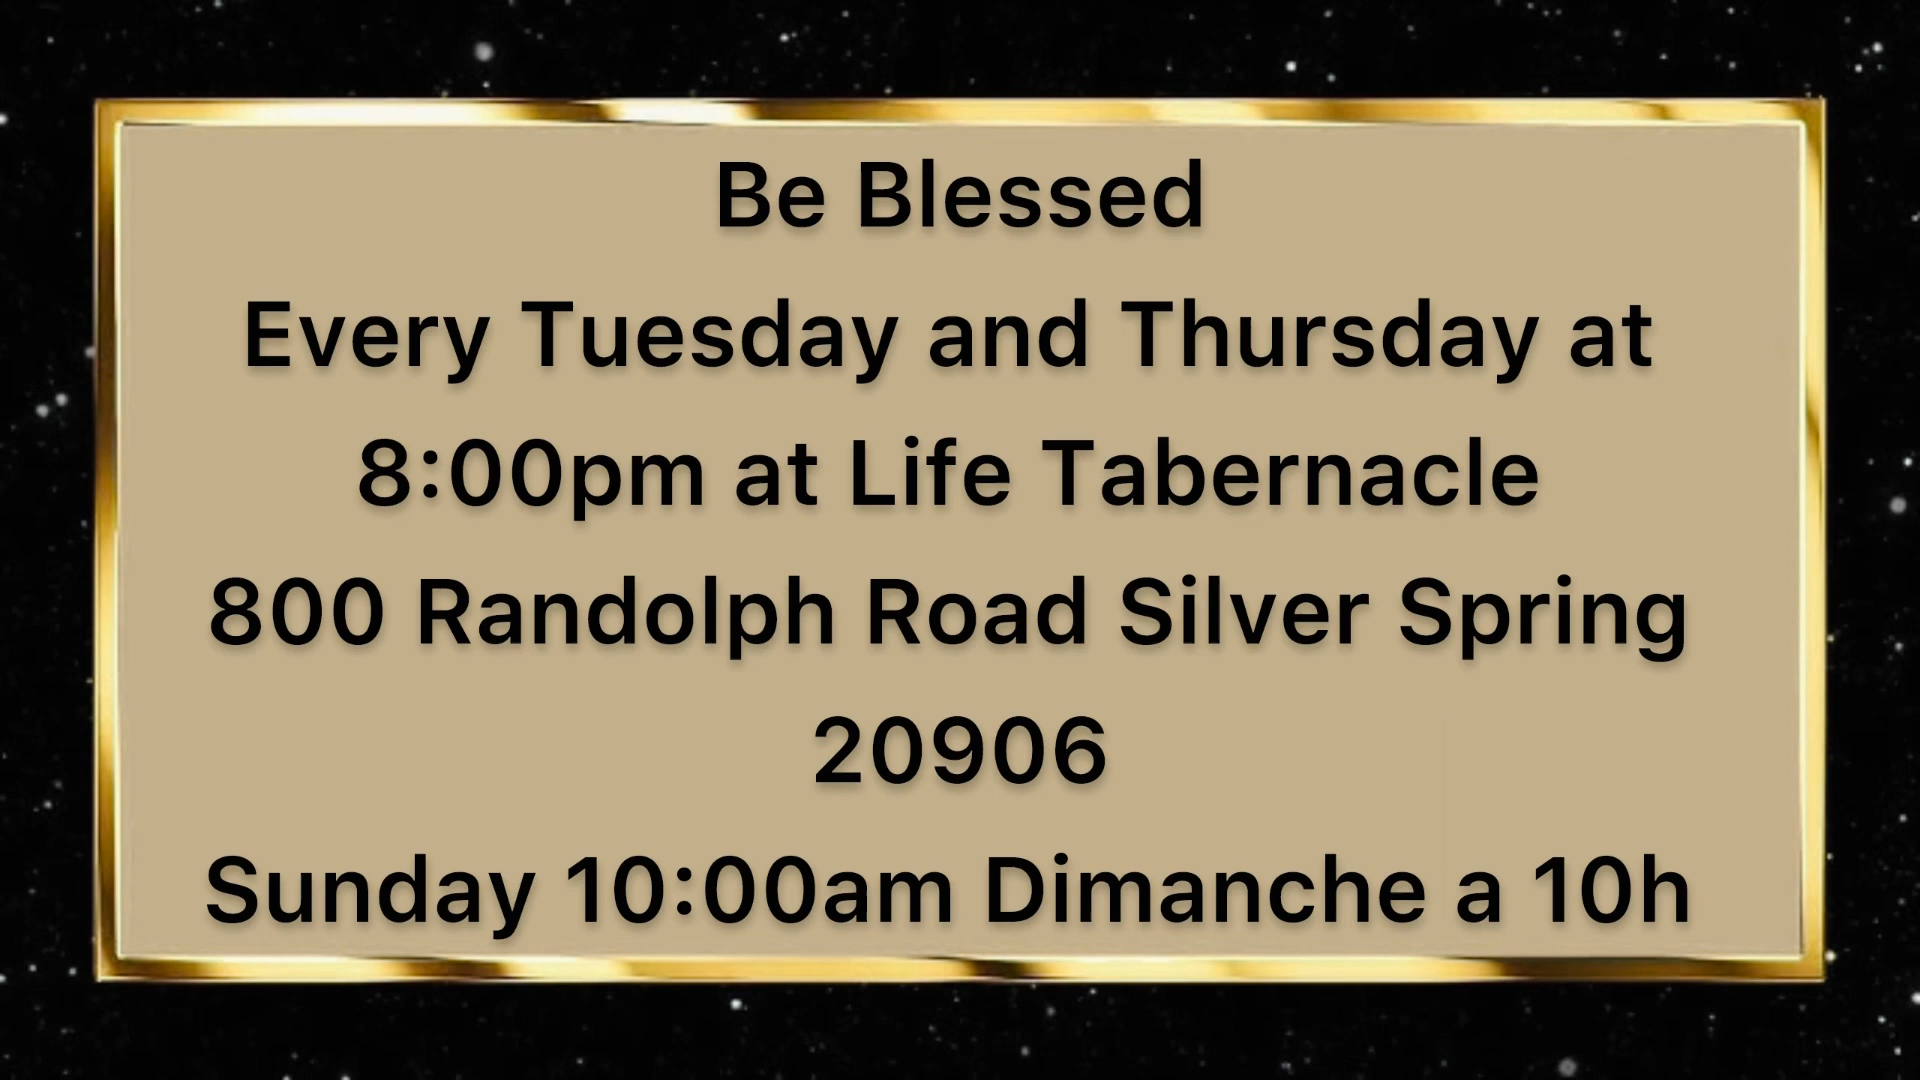 Be Blessed
Every Tuesday and Thursday at
8:00pm at Life Tabernacle
800 Randolph Road Silver Spring
20906
Sunday 10:00am Dimanche a 10h